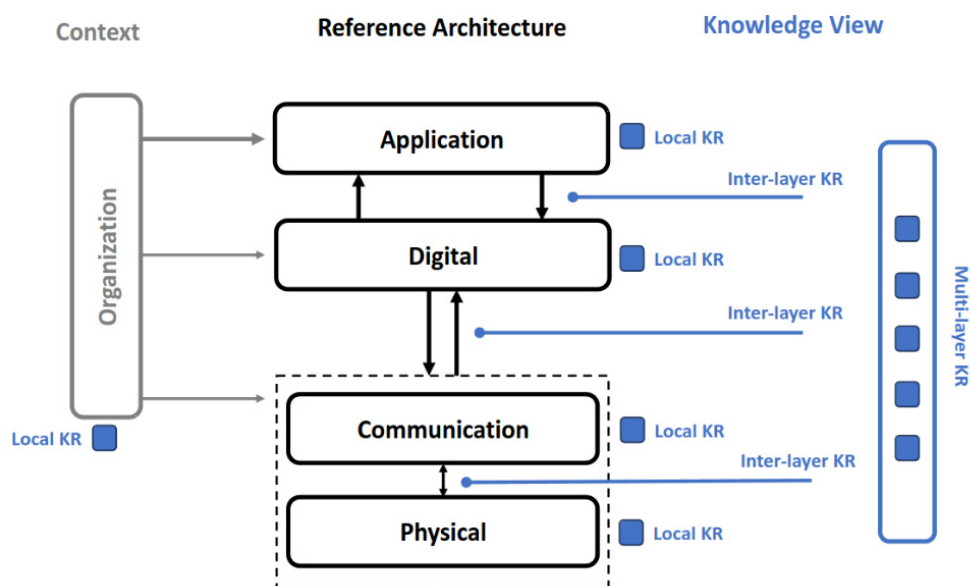 Context
Reference Architecture
Knowledge View
Application
Local KR
Inter-layer KR
Organization
Digital
Local KR
Multi-layer KR
Inter-layer KR
Communication
Local KR
Local KR
Inter-layer KR
Physical
Local KR